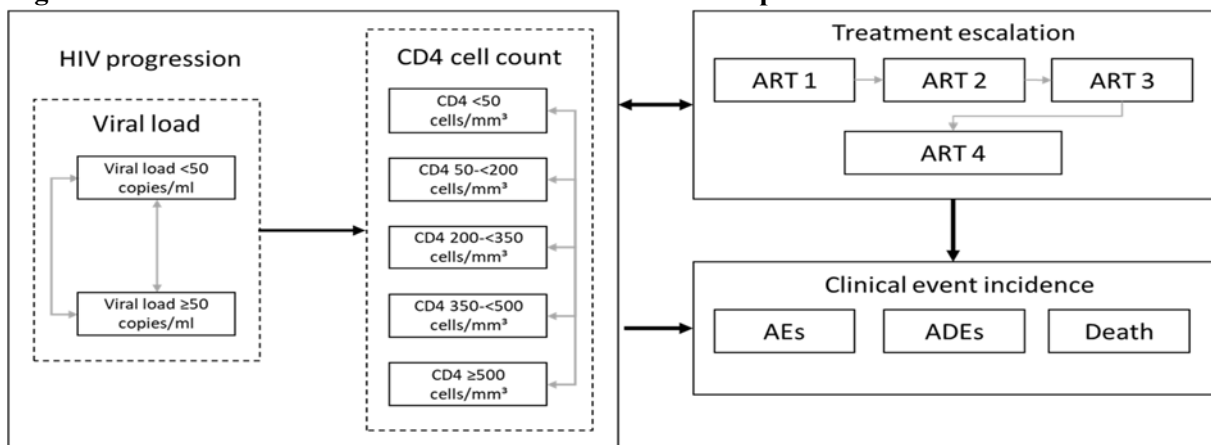 HIV progression
Viral load
Viral load <50
copies/ml
Viral load ≥50
copies/ml
CD4 cell count
CD4 <50
cells/mm³
CD4 50-<200
cells/mm³
CD4 200-<350
cells/mm³
CD4 350-<500
cells/mm³
CD4 ≥500
cells/mm³
Treatment escalation
ART 1
ART 2
ART 3
ART 4
Clinical event incidence
AEs
ADEs
Death